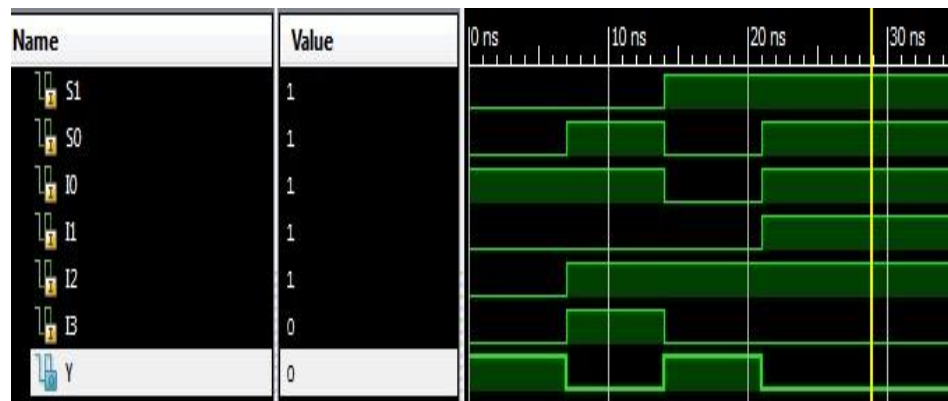 Name Value 0 ns 10 ns 20 ns 30 ns
S1 1
S0 1
I0 1
I1 1
I2 1
I3 0
Y 0